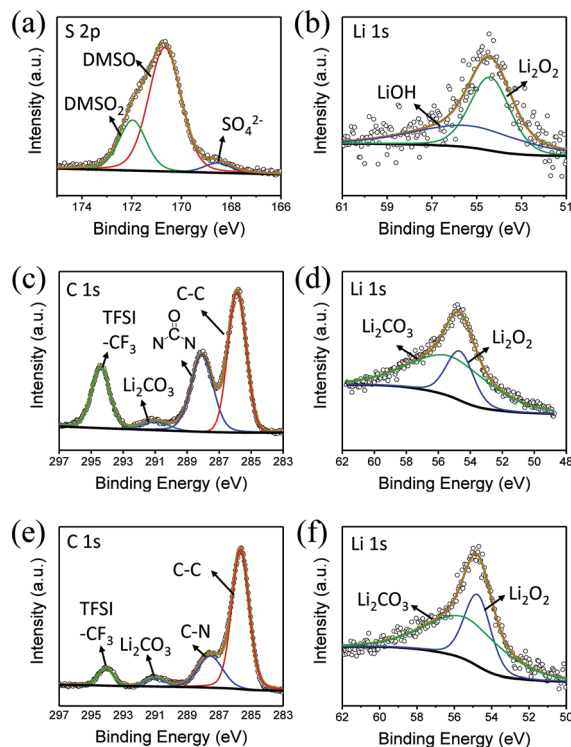 (a)
S 2p
DMSO
DMSO₂
SO₄²⁻
Intensity (a.u.)
174 172 170 168 166
Binding Energy (eV)
(b)
Li 1s
LiOH
Li₂O₂
Intensity (a.u.)
61 59 57 55 53 51
Binding Energy (eV)
(c)
C 1s
C-C
TFSI
-CF₃
O
N C N
Li₂CO₃
Intensity (a.u.)
297 295 293 291 289 287 285 283
Binding Energy (eV)
(d)
Li 1s
Li₂CO₃
Li₂O₂
Intensity (a.u.)
62 60 58 56 54 52 50 48
Binding Energy (eV)
(e)
C 1s
C-C
TFSI
-CF₃
Li₂CO₃
C-N
Intensity (a.u.)
297 295 293 291 289 287 285 283
Binding Energy (eV)
(f)
Li 1s
Li₂CO₃
Li₂O₂
Intensity (a.u.)
62 60 58 56 54 52 50
Binding Energy (eV)